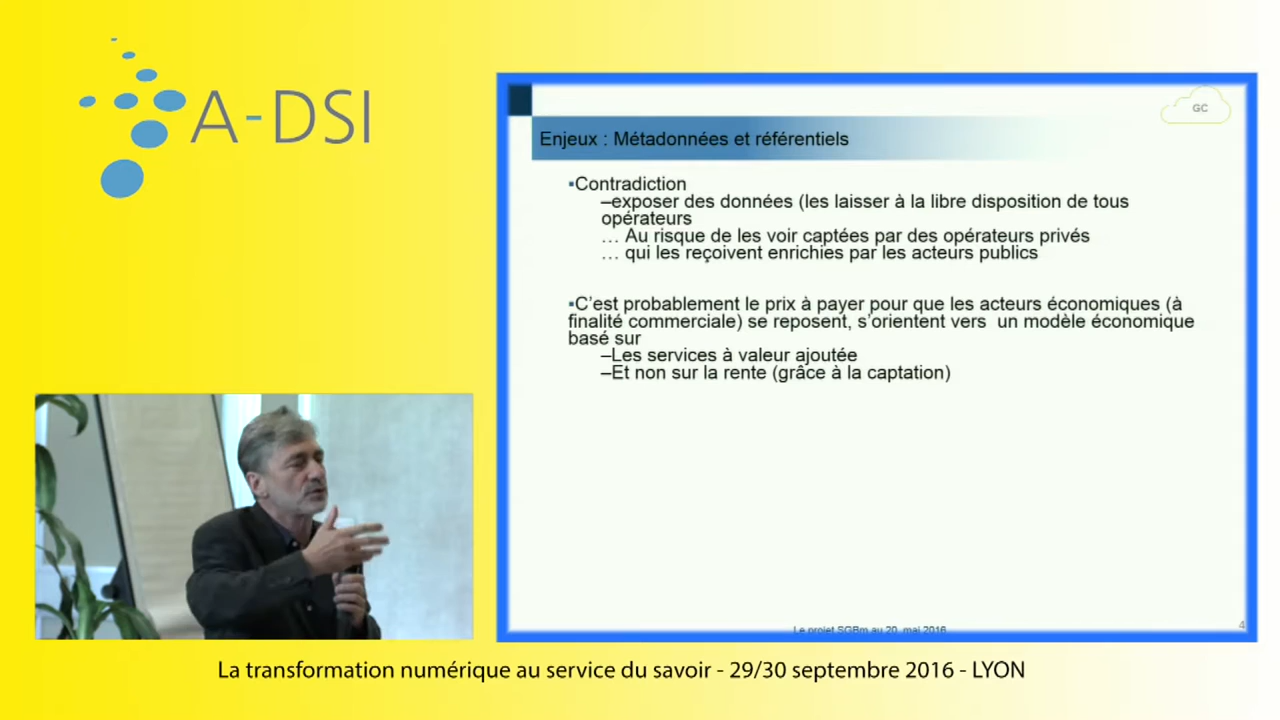 A-DSI
GC
Enjeux : Métadonnées et référentiels
▪Contradiction
–exposer des données (les laisser à la libre disposition de tous
opérateurs
… Au risque de les voir captées par des opérateurs privés
… qui les reçoivent enrichies par les acteurs publics
▪C’est probablement le prix à payer pour que les acteurs économiques (à
finalité commerciale) se reposent, s’orientent vers  un modèle économique
basé sur
–Les services à valeur ajoutée
–Et non sur la rente (grâce à la captation)
Le projet SGBm au 20 mai 2016
4
La transformation numérique au service du savoir - 29/30 septembre 2016 - LYON